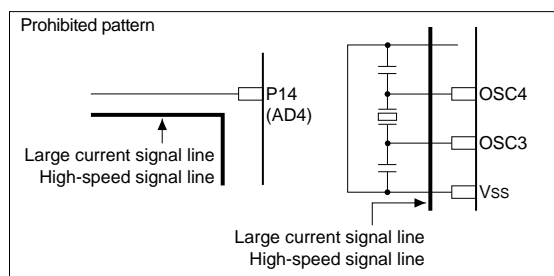 Prohibited pattern
P14
(AD4)
Large current signal line
High-speed signal line
OSC4
OSC3
Vss
Large current signal line
High-speed signal line